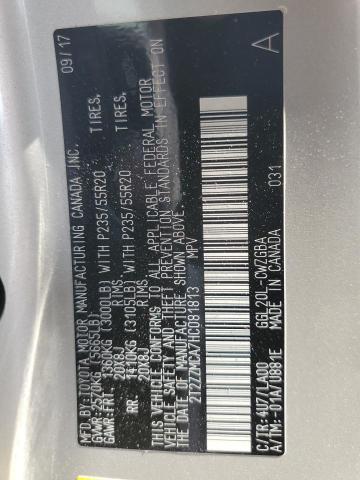 MFD BY: TOYOTA MOTOR MANUFACTURING CANADA, INC. 09/17
GVWR: 2570KG (5665LB)
GAWR: FRT. 1360KG (3000LB) WITH P235/55R20 TIRES,
20X8J RIMS
RR. 1410KG (3105LB) WITH P235/55R20 TIRES,
20X8J RIMS
THIS VEHICLE CONFORMS TO ALL APPLICABLE FEDERAL MOTOR
VEHICLE SAFETY AND THEFT PREVENTION STANDARDS IN EFFECT ON
THE DATE OF MANUFACTURE SHOWN ABOVE.
2T2ZZMCA7HC081813 MPV
A
C/TR: 4V7/LA00 GGL20L-CWZGBA
A/TM: -01A/U881E MADE IN CANADA 031